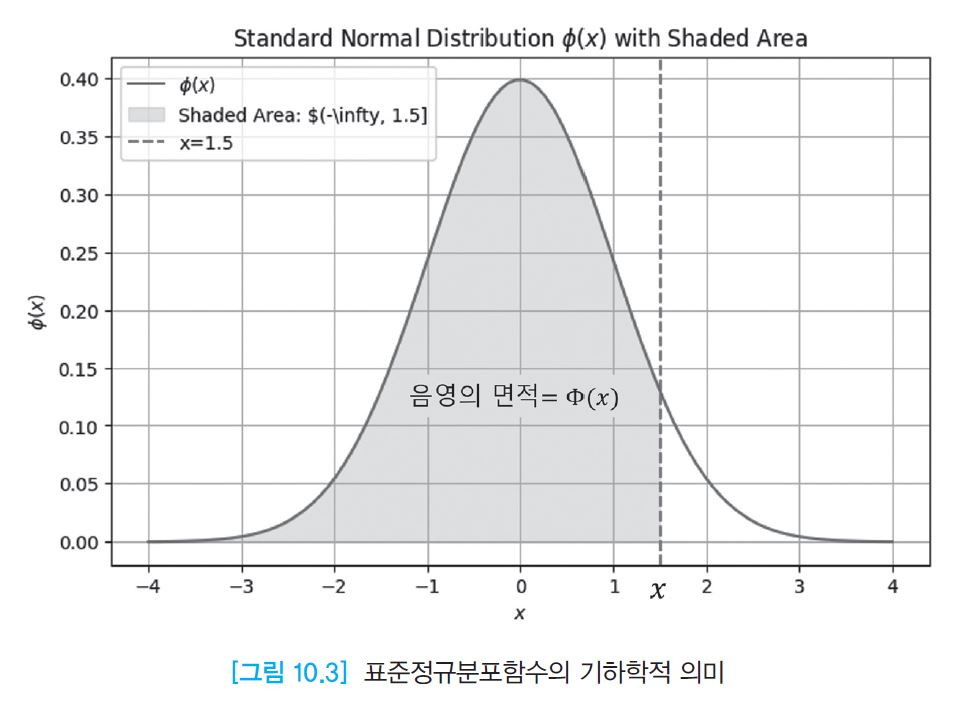 Standard Normal Distribution ϕ(x) with Shaded Area
ϕ(x)
Shaded Area: $(-\infty, 1.5]
x=1.5
0.40
0.35
0.30
0.25
0.20
0.15
0.10
0.05
0.00
ϕ(x)
음영의 면적= Φ(x)
−4 −3 −2 −1 0 1 x 2 3 4
x
[그림 10.3] 표준정규분포함수의 기하학적 의미